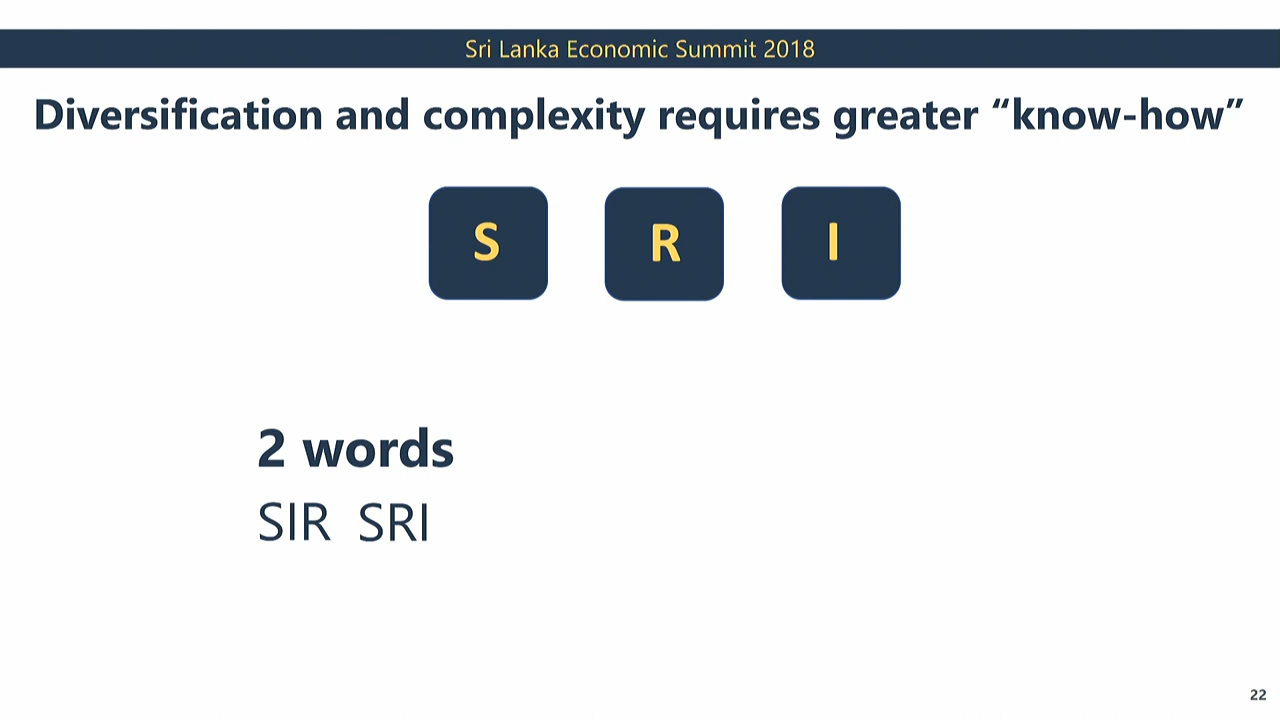 Sri Lanka Economic Summit 2018
Diversification and complexity requires greater “know-how”
S R I
2 words
SIR SRI
22